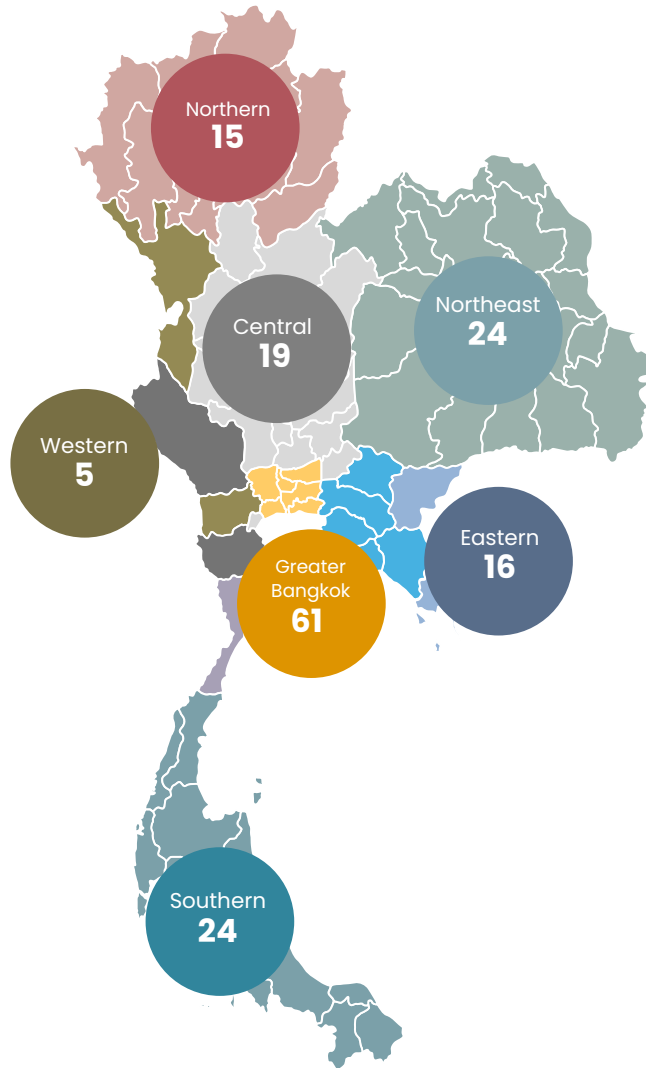 Northern
15
Central
19
Northeast
24
Western
5
Eastern
16
Greater
Bangkok
61
Southern
24